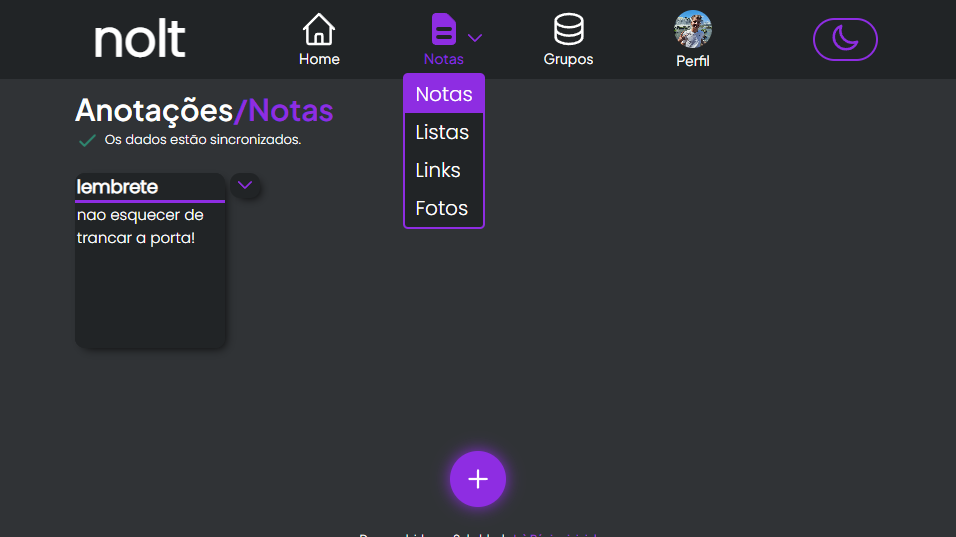 nolt
Home
Notas
Grupos
Perfil
Notas
Listas
Links
Fotos
Anotações/Notas
Os dados estão sincronizados.
lembrete
nao esquecer de
trancar a porta!